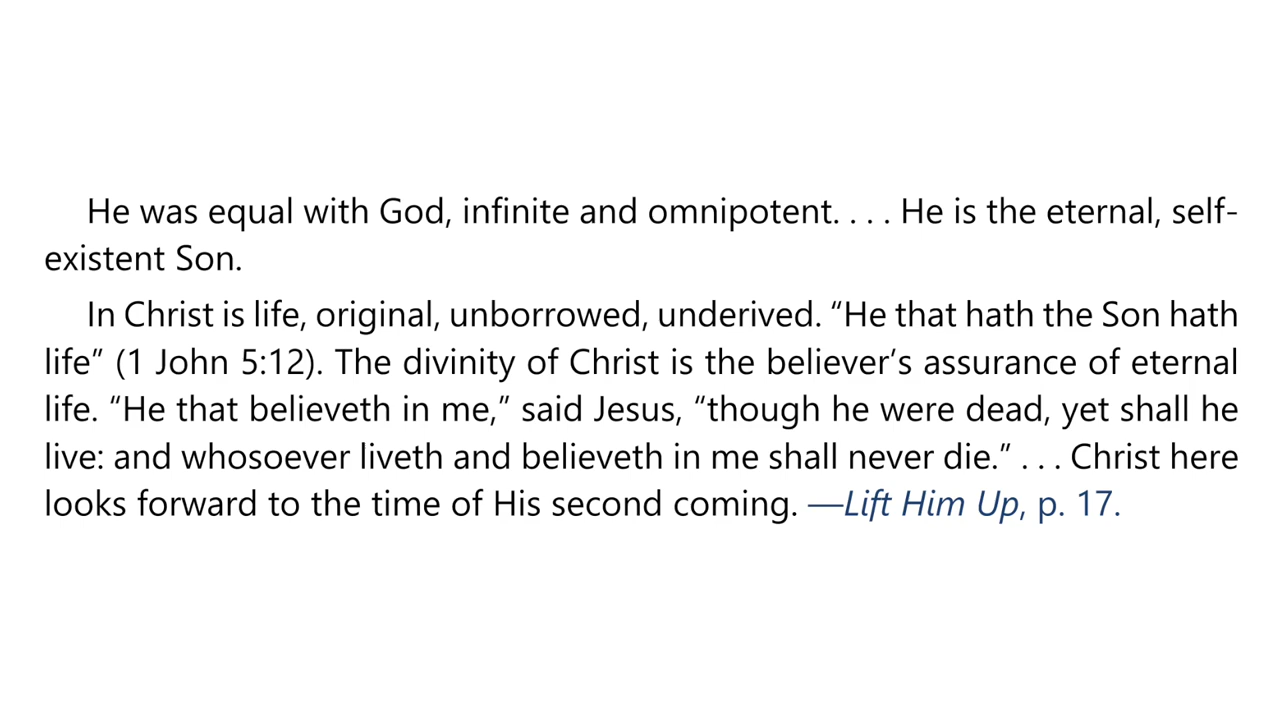 He was equal with God, infinite and omnipotent. . . . He is the eternal, self-
existent Son.
In Christ is life, original, unborrowed, underived. “He that hath the Son hath
life” (1 John 5:12). The divinity of Christ is the believer’s assurance of eternal
life. “He that believeth in me,” said Jesus, “though he were dead, yet shall he
live: and whosoever liveth and believeth in me shall never die.” . . . Christ here
looks forward to the time of His second coming. —Lift Him Up, p. 17.